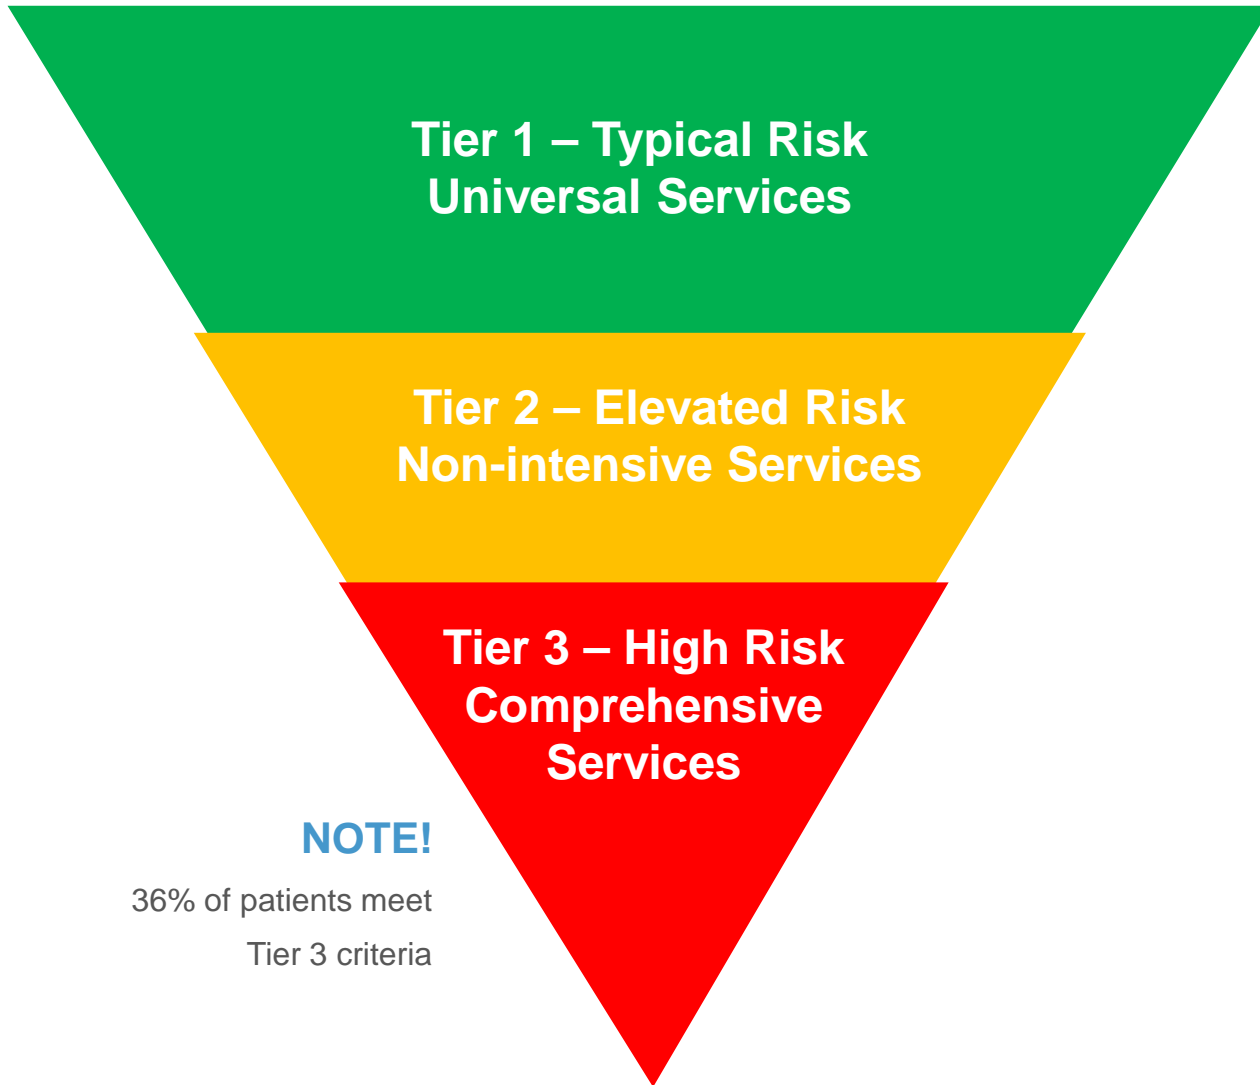 Tier 1 – Typical Risk
Universal Services
Tier 2 – Elevated Risk
Non-intensive Services
Tier 3 – High Risk
Comprehensive
Services
NOTE!
36% of patients meet
Tier 3 criteria